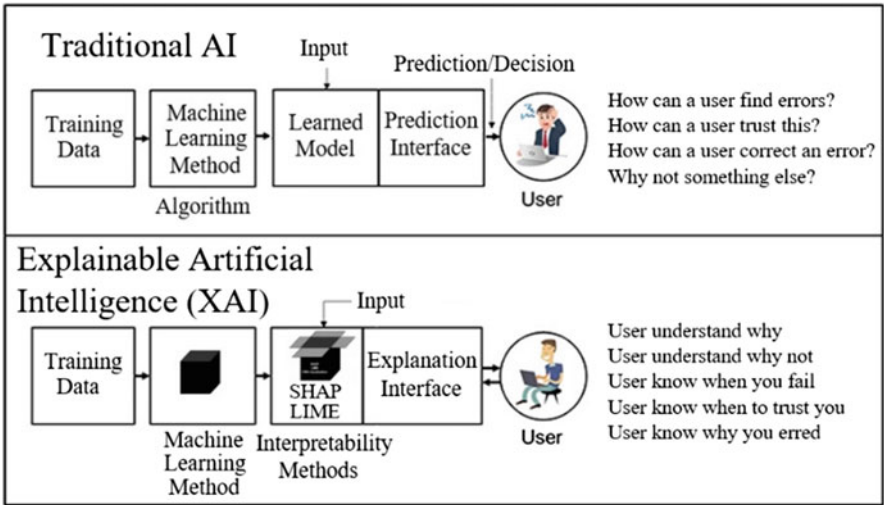 Traditional AI
Input
Prediction/Decision
Training
Data
Machine
Learning
Method
Algorithm
Learned
Model
Prediction
Interface
User
How can a user find errors?
How can a user trust this?
How can a user correct an error?
Why not something else?
Explainable Artificial
Intelligence (XAI)
Input
Training
Data
Machine
Learning
Method
SHAP
LIME
Interpretability
Methods
Explanation
Interface
User
User understand why
User understand why not
User know when you fail
User know when to trust you
User know why you erred